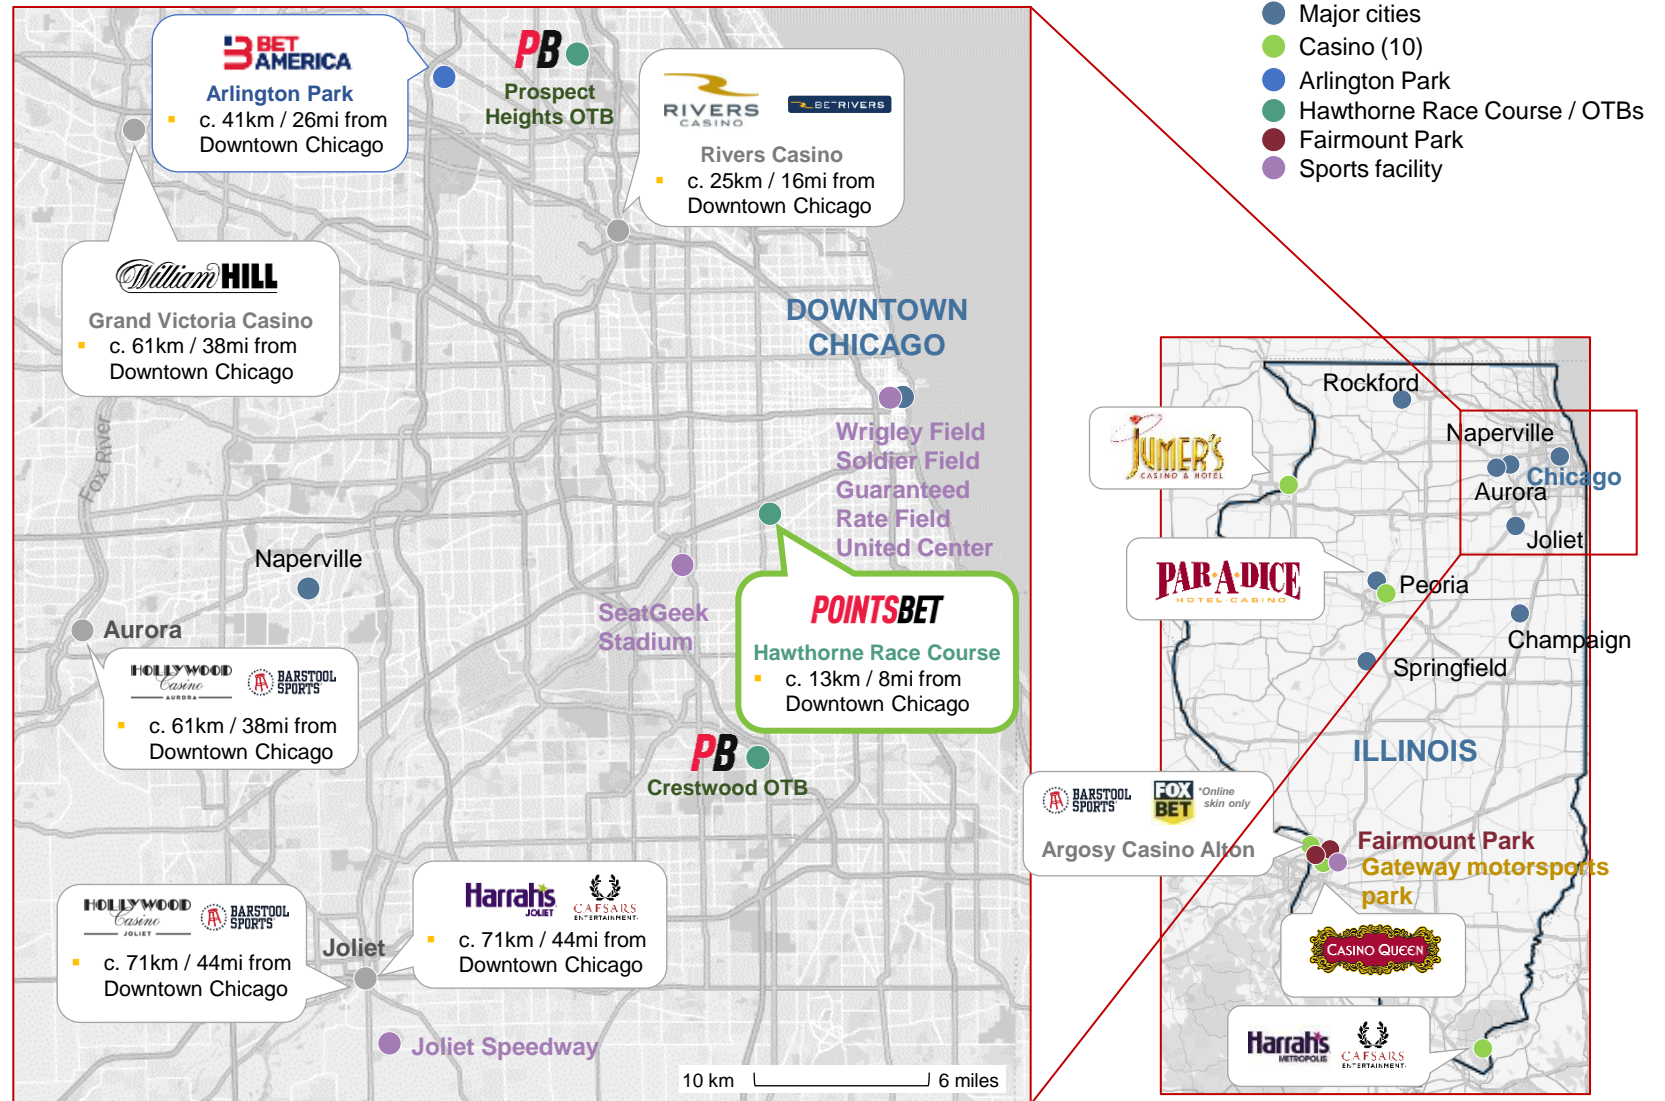 BET
AMERICA
Arlington Park
c. 41km / 26mi from
Downtown Chicago
PB
Prospect
Heights OTB
RIVERS
CASINO
BETRIVERS
Rivers Casino
c. 25km / 16mi from
Downtown Chicago
William HILL
Grand Victoria Casino
c. 61km / 38mi from
Downtown Chicago
DOWNTOWN
CHICAGO
Wrigley Field
Soldier Field
Guaranteed
Rate Field
United Center
Fox River
Naperville
SeatGeek
Stadium
POINTSBET
Hawthorne Race Course
c. 13km / 8mi from
Downtown Chicago
Aurora
HOLLYWOOD
Casino
AURORA
BARSTOOL
SPORTS
c. 61km / 38mi from
Downtown Chicago
PB
Crestwood OTB
HOLLYWOOD
Casino
JOLIET
BARSTOOL
SPORTS
c. 71km / 44mi from
Downtown Chicago
Joliet
Harrah's
JOLIET
CAESARS
ENTERTAINMENT
c. 71km / 44mi from
Downtown Chicago
Joliet Speedway
10 km
6 miles
Major cities
Casino (10)
Arlington Park
Hawthorne Race Course / OTBs
Fairmount Park
Sports facility
Rockford
Naperville
Chicago
Aurora
Joliet
JUMER'S
CASINO & HOTEL
PAR-A-DICE
HOTEL-CASINO
Peoria
Champaign
Springfield
ILLINOIS
BARSTOOL
SPORTS
FOX
BET
*Online
skin only
Argosy Casino Alton
Fairmount Park
Gateway motorsports
park
CASINO QUEEN
Harrah's
METROPOLIS
CAESARS
ENTERTAINMENT